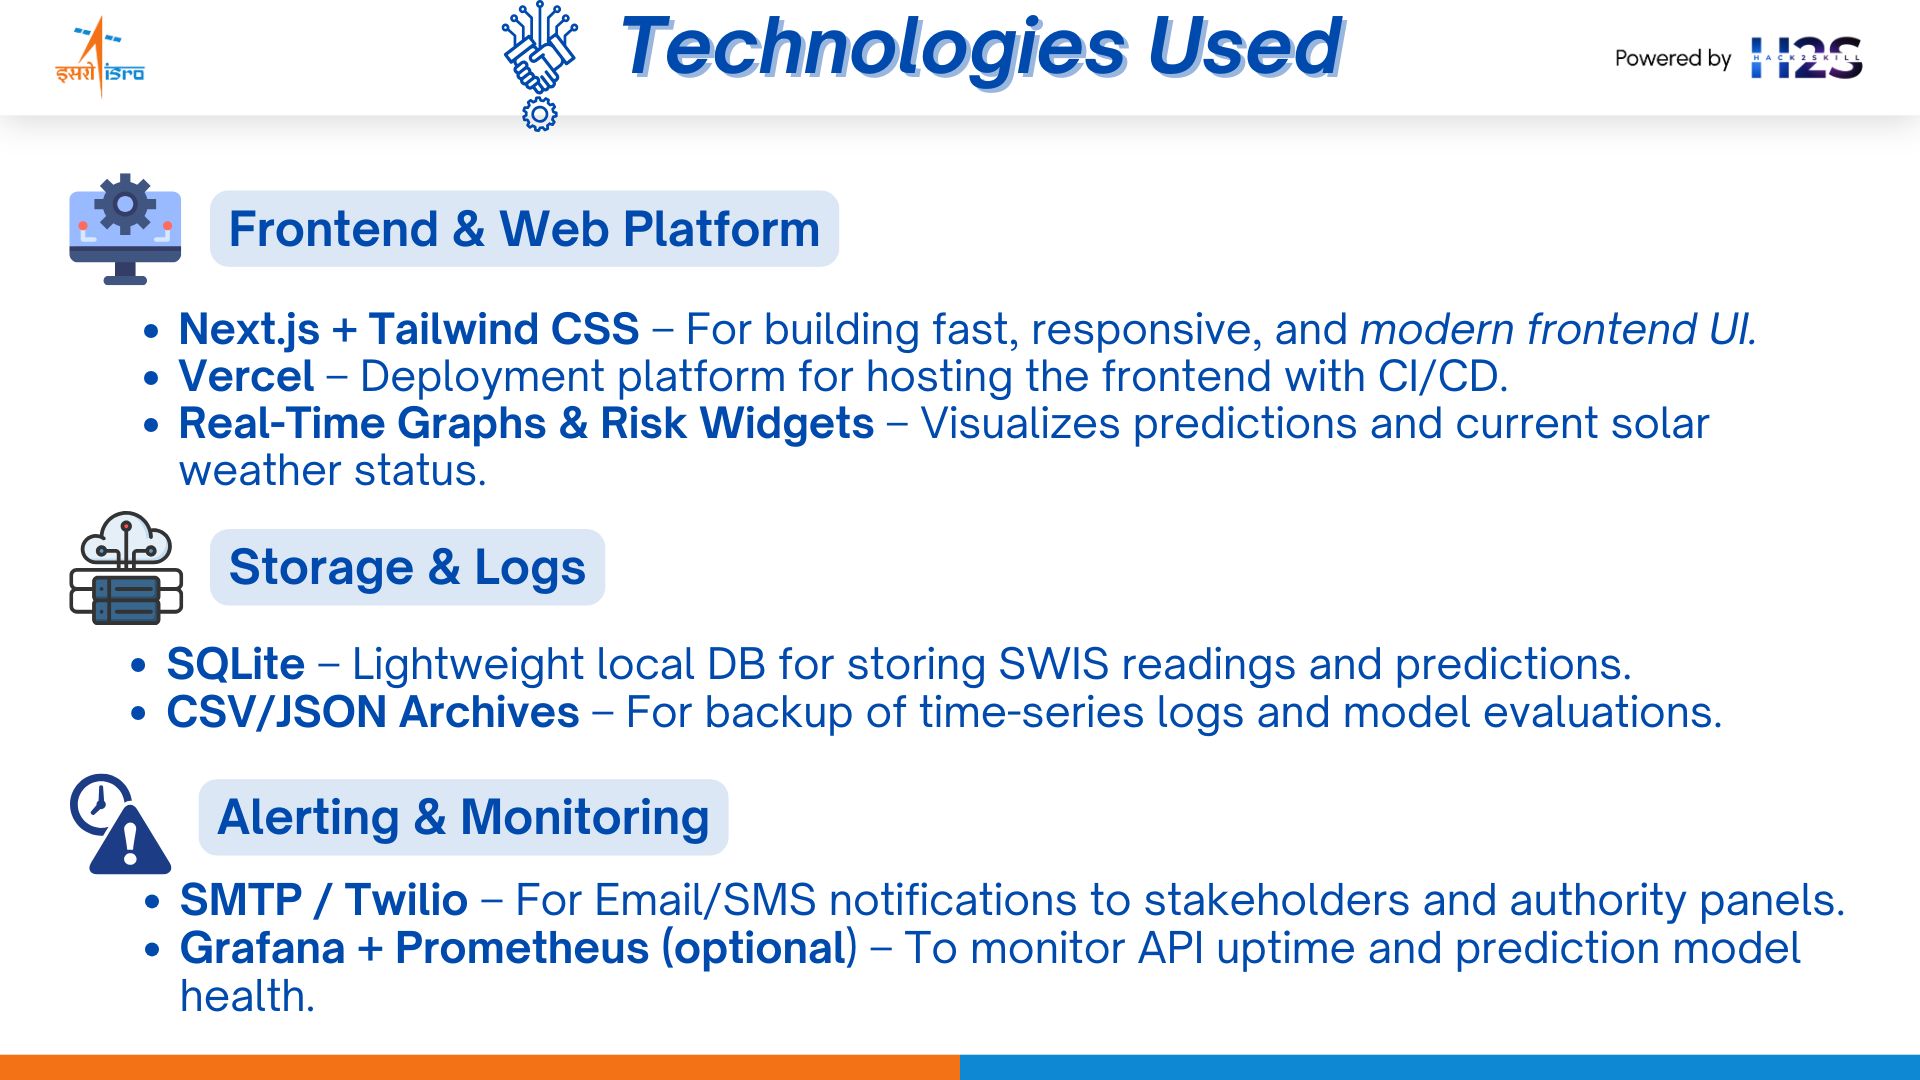 इसरो isro
Technologies Used
Powered by H2S
HACK2SKILL
Frontend & Web Platform
• Next.js + Tailwind CSS – For building fast, responsive, and modern frontend UI.
• Vercel – Deployment platform for hosting the frontend with CI/CD.
• Real-Time Graphs & Risk Widgets – Visualizes predictions and current solar
weather status.
Storage & Logs
• SQLite – Lightweight local DB for storing SWIS readings and predictions.
• CSV/JSON Archives – For backup of time-series logs and model evaluations.
Alerting & Monitoring
• SMTP / Twilio – For Email/SMS notifications to stakeholders and authority panels.
• Grafana + Prometheus (optional) – To monitor API uptime and prediction model
health.